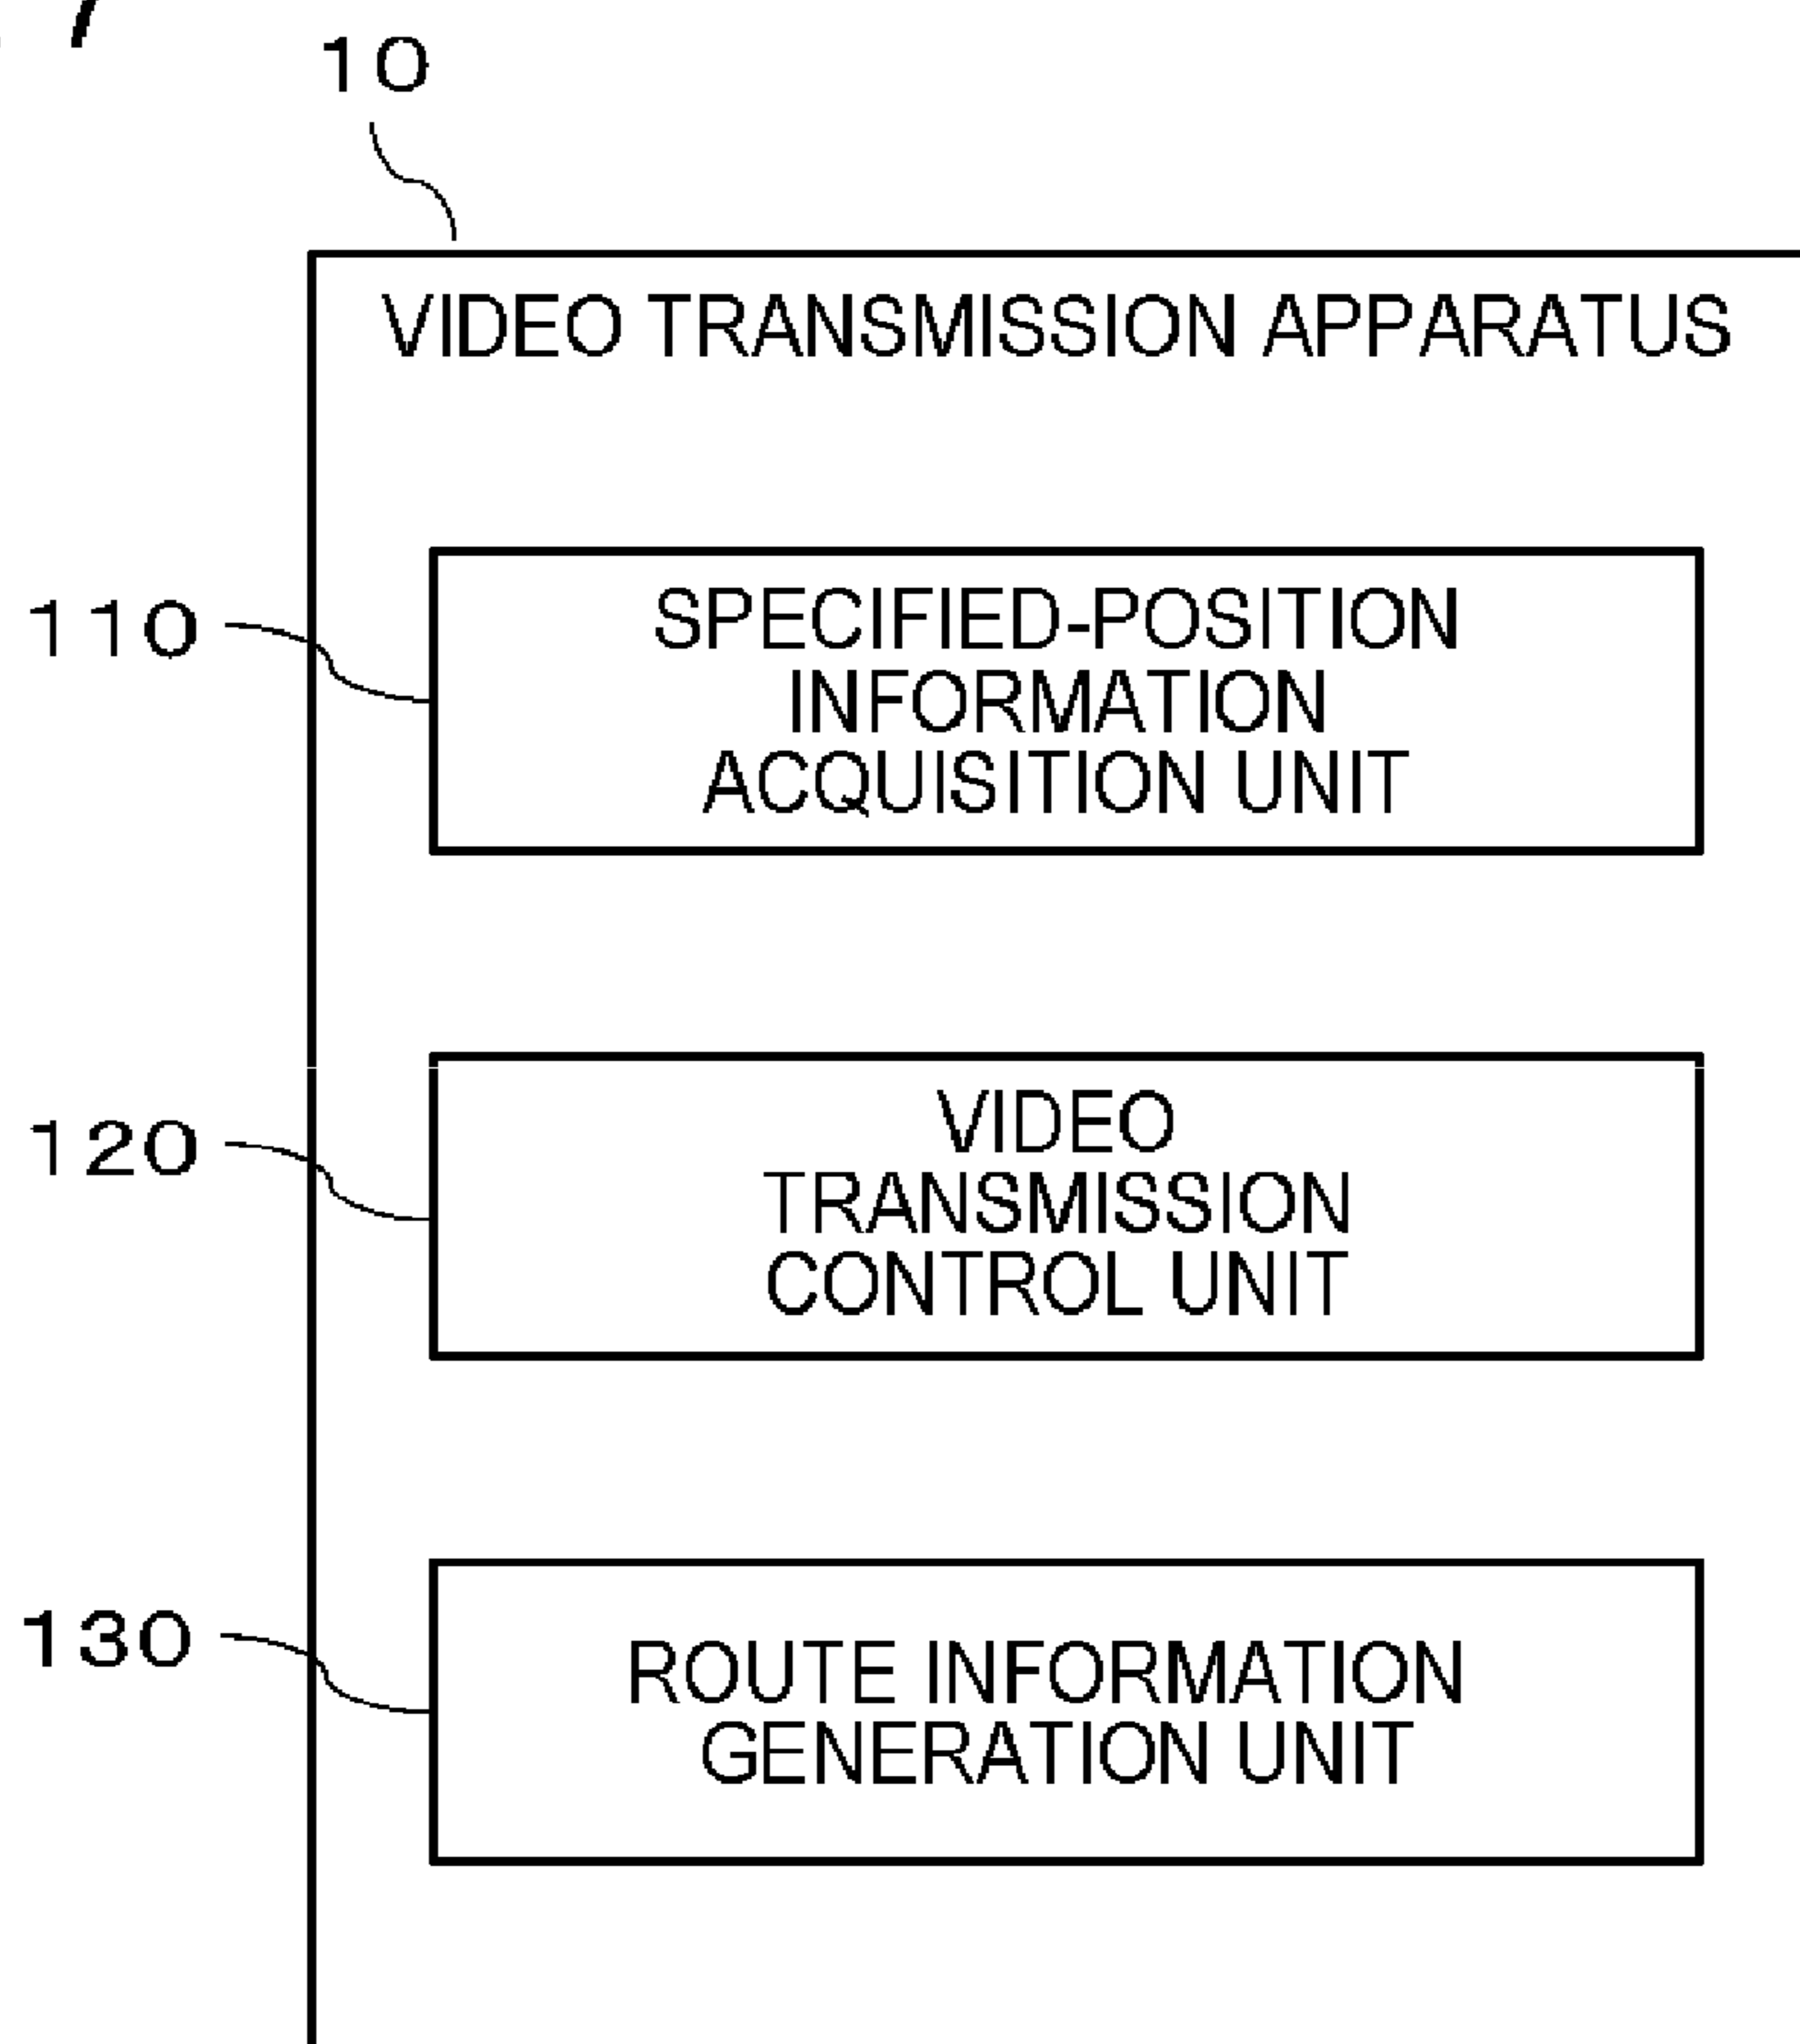 10
VIDEO TRANSMISSION APPARATUS
110
SPECIFIED-POSITION
INFORMATION
ACQUISITION UNIT
120
VIDEO
TRANSMISSION
CONTROL UNIT
130
ROUTE INFORMATION
GENERATION UNIT